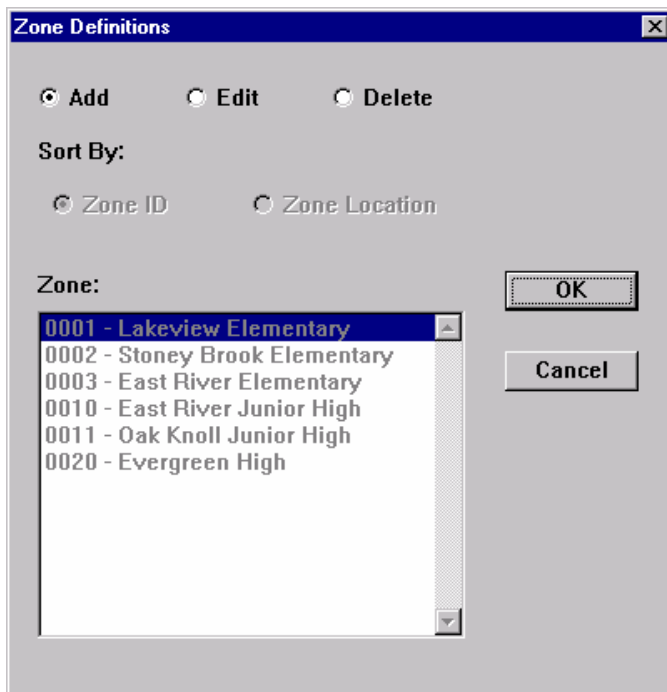 Zone Definitions
Add Edit Delete
Sort By:
Zone ID Zone Location
Zone:
OK
0001 - Lakeview Elementary
0002 - Stoney Brook Elementary
0003 - East River Elementary
0010 - East River Junior High
0011 - Oak Knoll Junior High
0020 - Evergreen High
Cancel